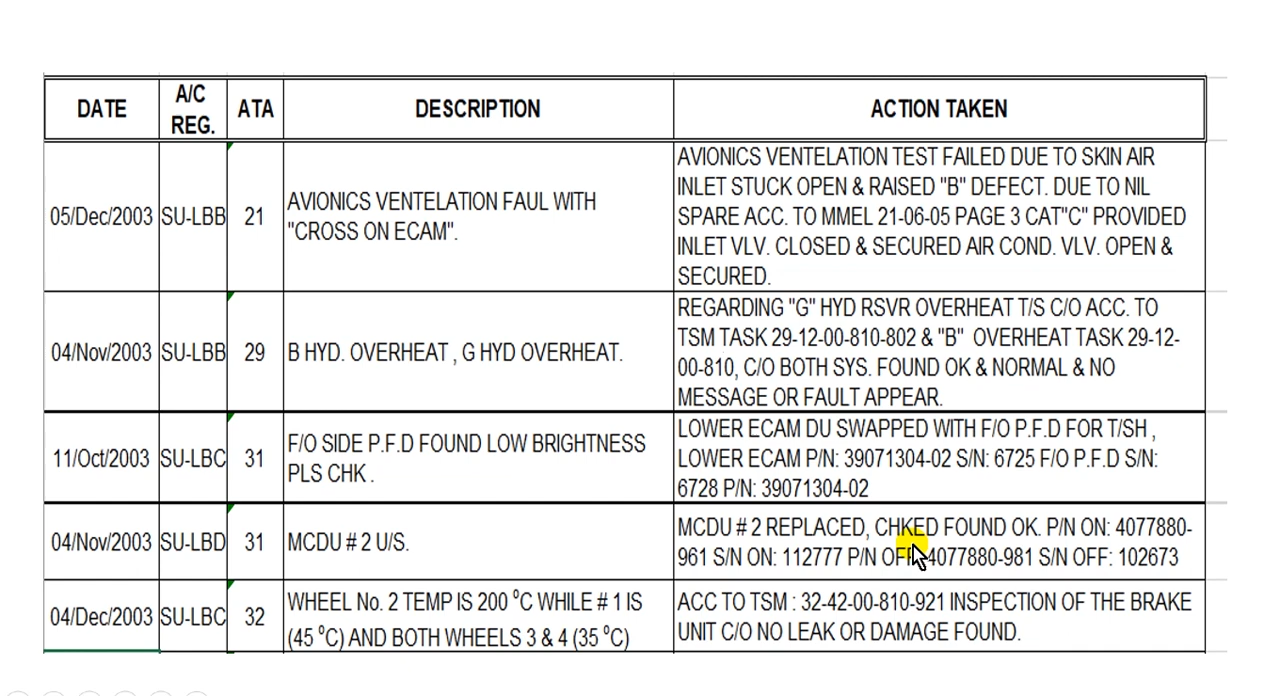 DATE A/C REG. ATA DESCRIPTION ACTION TAKEN
05/Dec/2003 SU-LBB 21
AVIONICS VENTELATION FAUL WITH
"CROSS ON ECAM".
AVIONICS VENTELATION TEST FAILED DUE TO SKIN AIR
INLET STUCK OPEN & RAISED "B" DEFECT. DUE TO NIL
SPARE ACC. TO MMEL 21-06-05 PAGE 3 CAT"C" PROVIDED
INLET VLV. CLOSED & SECURED AIR COND. VLV. OPEN &
SECURED.
04/Nov/2003 SU-LBB 29
B HYD. OVERHEAT , G HYD OVERHEAT.
REGARDING "G" HYD RSVR OVERHEAT T/S C/O ACC. TO
TSM TASK 29-12-00-810-802 & "B" OVERHEAT TASK 29-12-
00-810, C/O BOTH SYS. FOUND OK & NORMAL & NO
MESSAGE OR FAULT APPEAR.
11/Oct/2003 SU-LBC 31
F/O SIDE P.F.D FOUND LOW BRIGHTNESS
PLS CHK .
LOWER ECAM DU SWAPPED WITH F/O P.F.D FOR T/SH ,
LOWER ECAM P/N: 39071304-02 S/N: 6725 F/O P.F.D S/N:
6728 P/N: 39071304-02
04/Nov/2003 SU-LBD 31
MCDU # 2 U/S.
MCDU # 2 REPLACED, CHKED FOUND OK. P/N ON: 4077880-
961 S/N ON: 112777 P/N OFF: 4077880-981 S/N OFF: 102673
04/Dec/2003 SU-LBC 32
WHEEL No. 2 TEMP IS 200 ⁰C WHILE # 1 IS
(45 ⁰C) AND BOTH WHEELS 3 & 4 (35 ⁰C)
ACC TO TSM : 32-42-00-810-921 INSPECTION OF THE BRAKE
UNIT C/O NO LEAK OR DAMAGE FOUND.